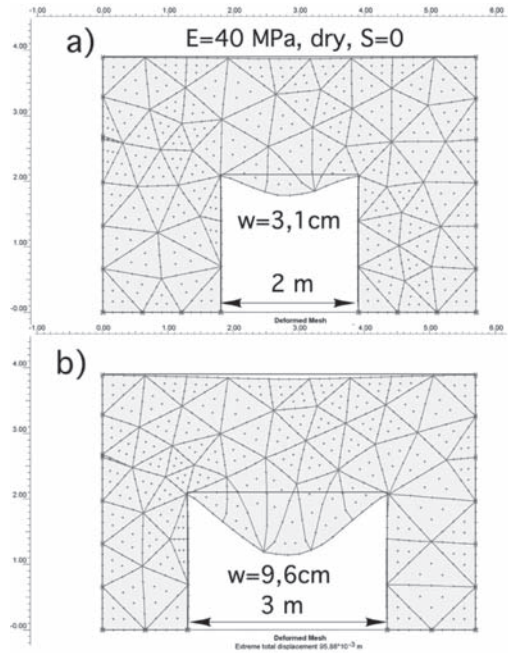 -1,00 0,00 1,00 2,00 3,00 4,00 5,00 6,00
a) E=40 MPa, dry, S=0
4.00
3.00
2.00
w=3,1cm
1.00
2 m
-0.00
Deformed Mesh
-1,00 0,00 1,00 2,00 3,00 4,00 5,00 6,00
b)
4.00
3.00
2.00
1.00
w=9,6cm
3 m
-0.00
Deformed Mesh
Extreme total displacement 95.86*10-3 m